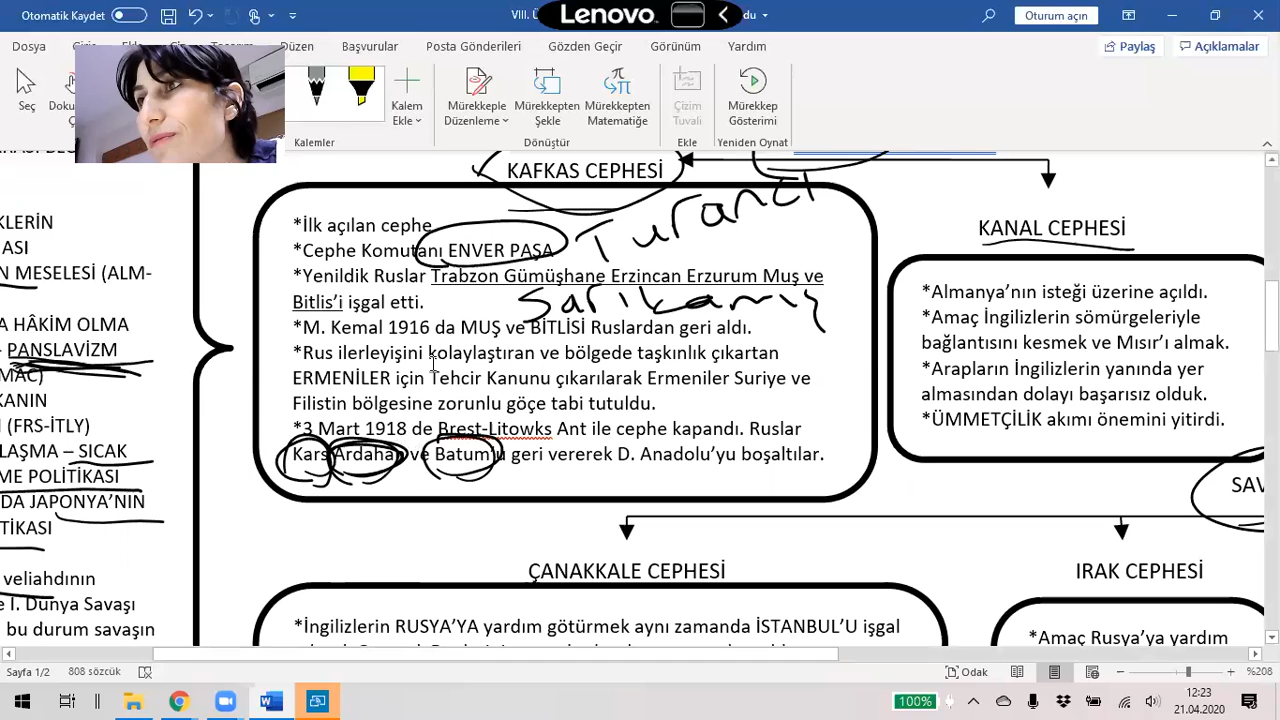 Otomatik Kaydet
VIII. Ü
Lenovo
du
Oturum açın
Dosya
Düzen
Başvurular
Posta Gönderileri
Gözden Geçir
Görünüm
Yardım
Paylaş
Açıklamalar
Seç
Kalem
Ekle
Mürekkeple
Düzenleme
Mürekkepten
Şekle
Mürekkepten
Matematiğe
Çizim
Tuvali
Mürekkep
Gösterimi
Kalemler
Dönüştür
Ekle
Yeniden Oynat
KAFKAS CEPHESİ
*İlk açılan cephe
Turancı
*Cephe Komutanı ENVER PAŞA
*Yenildik Ruslar Trabzon Gümüşhane Erzincan Erzurum Muş ve
Bitlis’i işgal etti.
Sarıkamış
*M. Kemal 1916 da MUŞ ve BİTLİSİ Ruslardan geri aldı.
*Rus ilerleyişini kolaylaştıran ve bölgede taşkınlık çıkartan
ERMENİLER için Tehcir Kanunu çıkarılarak Ermeniler Suriye ve
Filistin bölgesine zorunlu göçe tabi tutuldu.
*3 Mart 1918 de Brest-Litowks Ant ile cephe kapandı. Ruslar
Kars Ardahan ve Batum’u geri vererek D. Anadolu’yu boşaltılar.
KANAL CEPHESİ
*Almanya’nın isteği üzerine açıldı.
*Amaç İngilizlerin sömürgeleriyle
bağlantısını kesmek ve Mısır’ı almak.
*Arapların İngilizlerin yanında yer
almasından dolayı başarısız olduk.
*ÜMMETÇİLİK akımı önemini yitirdi.
KLERİN
ASI
N MESELESİ (ALM-
A HÂKİM OLMA
- PANSLAVİZM
MAÇ)
KANIN
I (FRS-İTLY)
LAŞMA – SICAK
ME POLİTİKASI
DA JAPONYA’NIN
TİKASI
veliahdının
e I. Dünya Savaşı
bu durum savaşın
SAV
ÇANAKKALE CEPHESİ
IRAK CEPHESİ
*İngilizlerin RUSYA’YA yardım götürmek aynı zamanda İSTANBUL’U işgal
*Amaç Rusya’ya yardım
Sayfa 1/2
808 sözcük
Odak
%208
100%
12:23
21.04.2020